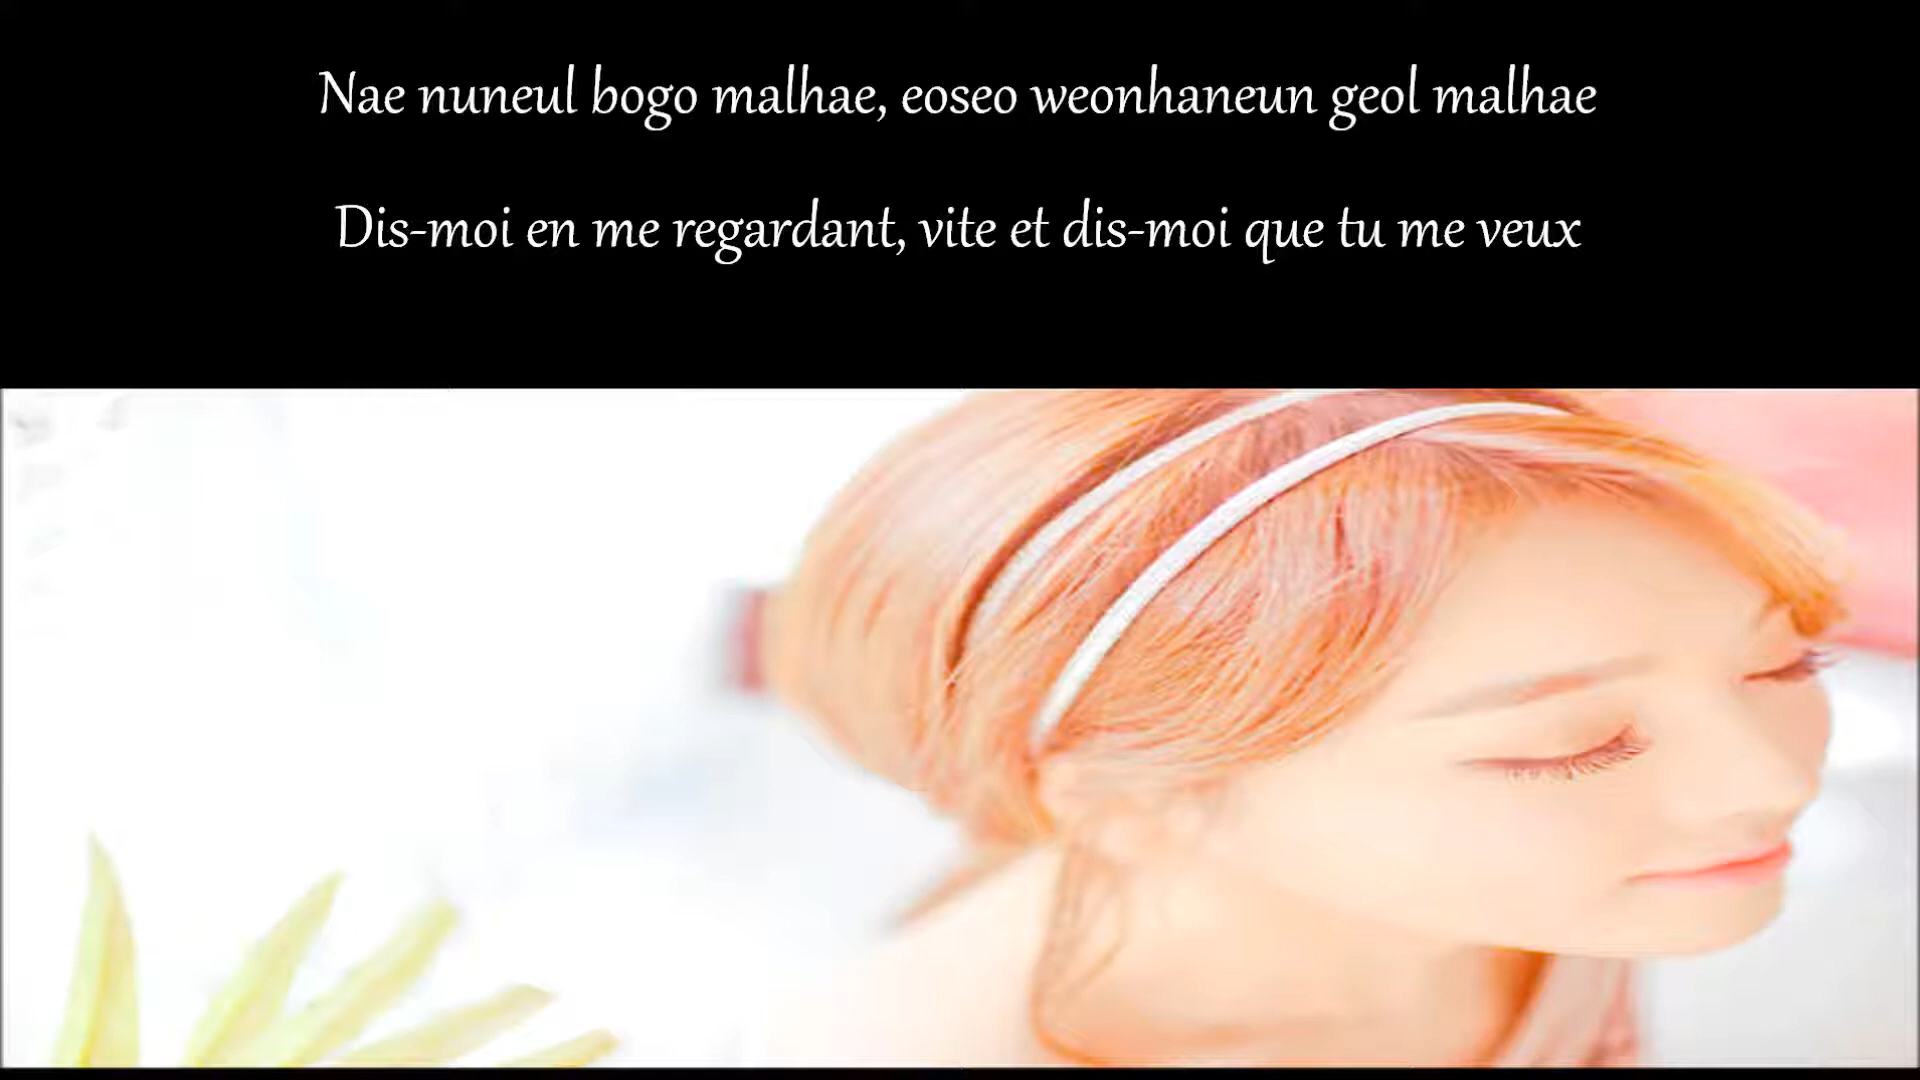 Nae nuneul bogo malhae, eoseo weonhaneun geol malhae
Dis-moi en me regardant, vite et dis-moi que tu me veux